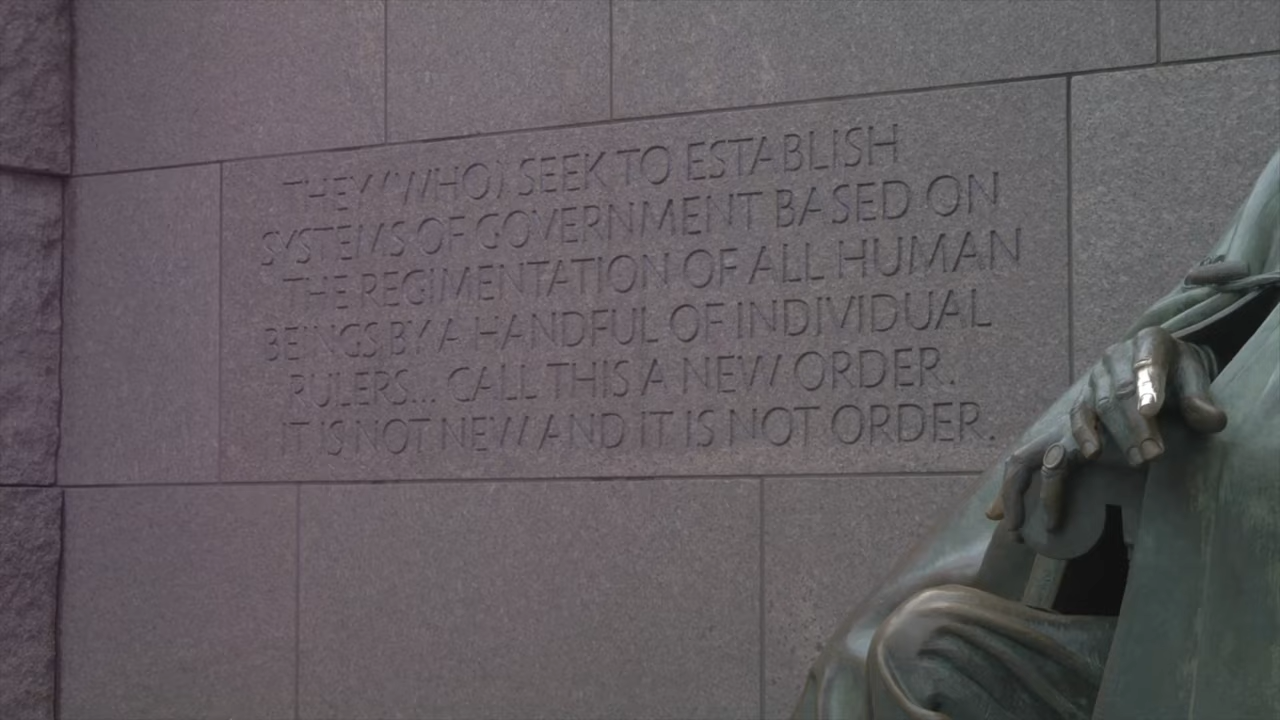 THEY (WHO) SEEK TO ESTABLISH
SYSTEMS OF GOVERNMENT BASED ON
THE REGIMENTATION OF ALL HUMAN
BEINGS BY A HANDFUL OF INDIVIDUAL
RULERS... CALL THIS A NEW ORDER.
IT IS NOT NEW AND IT IS NOT ORDER.